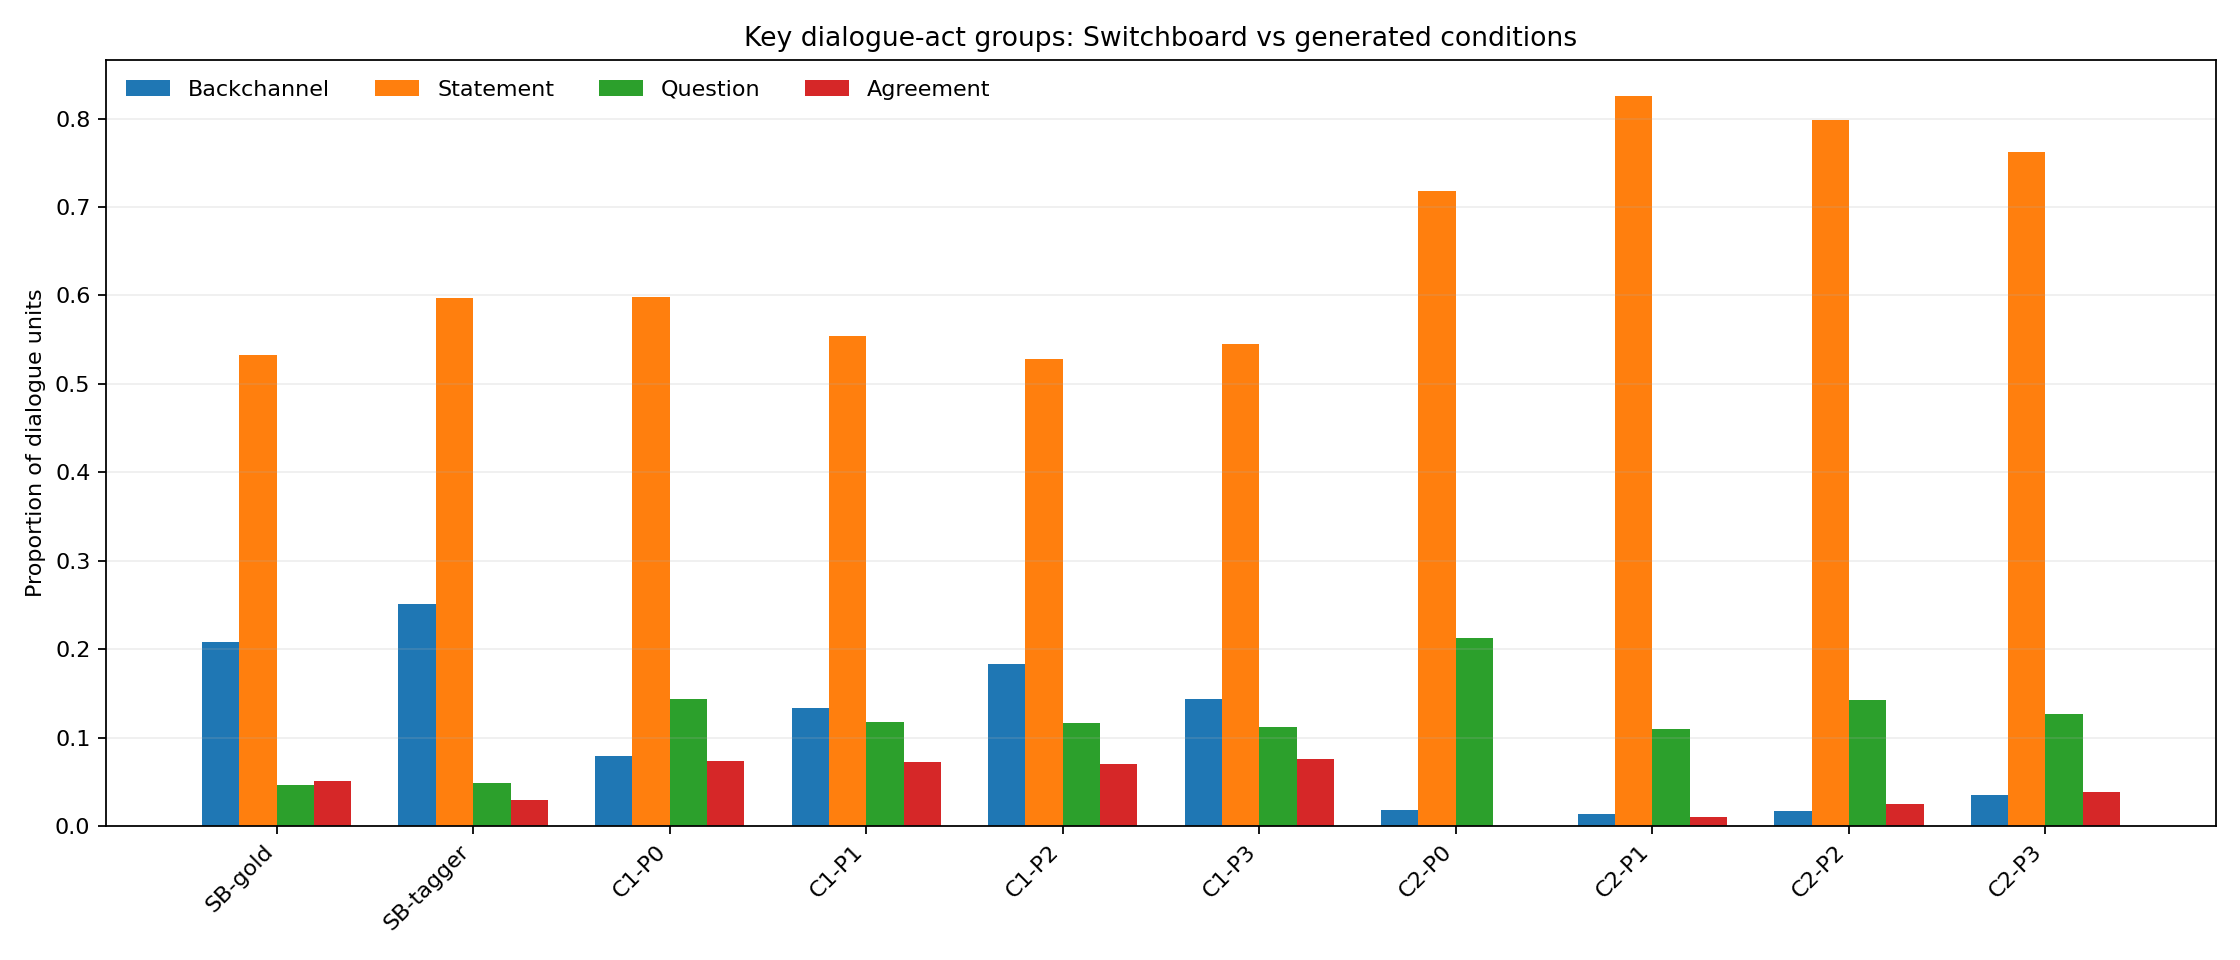 Key dialogue-act groups: Switchboard vs generated conditions
Backchannel Statement Question Agreement
Proportion of dialogue units
0.8
0.7
0.6
0.5
0.4
0.3
0.2
0.1
0.0
SB-gold SB-tagger C1-P0 C1-P1 C1-P2 C1-P3 C2-P0 C2-P1 C2-P2 C2-P3